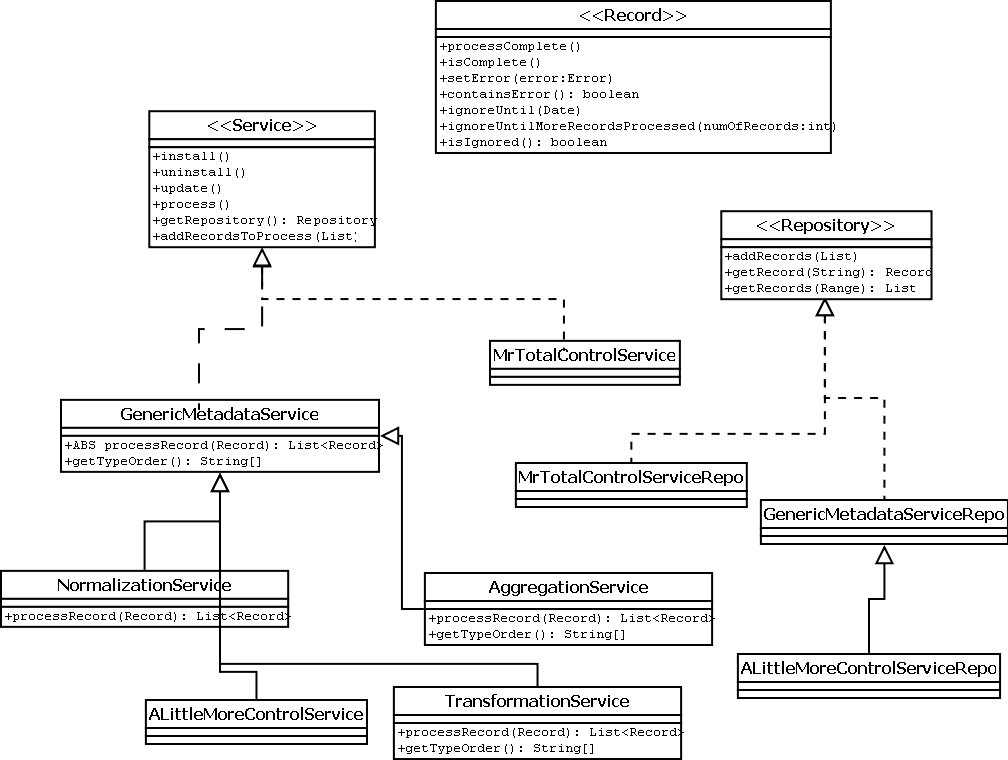 <<Record>>
+processComplete()
+isComplete()
+setError(error:Error)
+containsError(): boolean
+ignoreUntil(Date)
+ignoreUntilMoreRecordsProcessed(numOfRecords:int)
+isIgnored(): boolean
<<Service>>
+install()
+uninstall()
+update()
+process()
+getRepository(): Repository
+addRecordsToProcess(List)
<<Repository>>
+addRecords(List)
+getRecord(String): Record
+getRecords(Range): List
MrTotalControlService
GenericMetadataService
+ABS processRecord(Record): List<Record>
+getTypeOrder(): String[]
MrTotalControlServiceRepo
GenericMetadataServiceRepo
NormalizationService
+processRecord(Record): List<Record>
AggregationService
+processRecord(Record): List<Record>
+getTypeOrder(): String[]
ALittleMoreControlServiceRepo
ALittleMoreControlService
TransformationService
+processRecord(Record): List<Record>
+getTypeOrder(): String[]